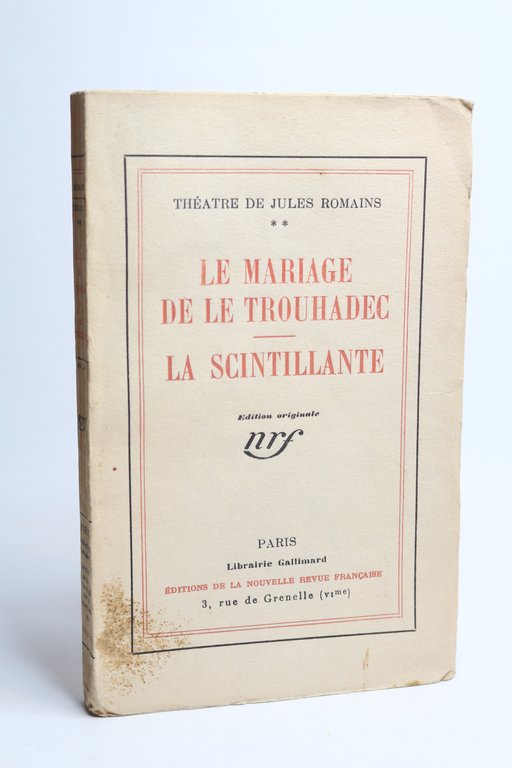 THÉATRE DE JULES ROMAINS
**
LE MARIAGE
DE LE TROUHADEC
LA SCINTILLANTE
Edition originale
nrf
PARIS
Librairie Gallimard
ÉDITIONS DE LA NOUVELLE REVUE FRANÇAISE
3, rue de Grenelle (VIme)